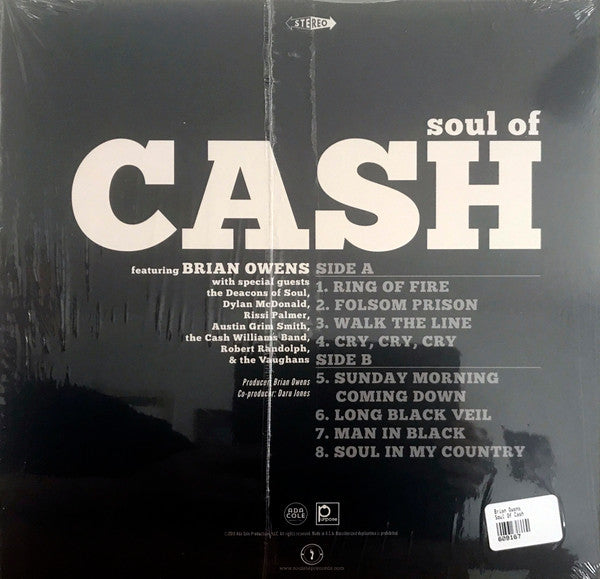 STEREO
soul of
CASH
featuring BRIAN OWENS
with special guests
the Deacons of Soul,
Dylan McDonald,
Rissi Palmer,
Austin Grim Smith,
the Cash Williams Band,
Robert Randolph,
& the Vaughans
Producer: Brian Owens
Co-producer: Daru Jones
SIDE A
1. RING OF FIRE
2. FOLSOM PRISON
3. WALK THE LINE
4. CRY, CRY, CRY
SIDE B
5. SUNDAY MORNING
COMING DOWN
6. LONG BLACK VEIL
7. MAN IN BLACK
8. SOUL IN MY COUNTRY
ADA
COLE
Purpose
Brian Owens
Soul Of Cash
609167